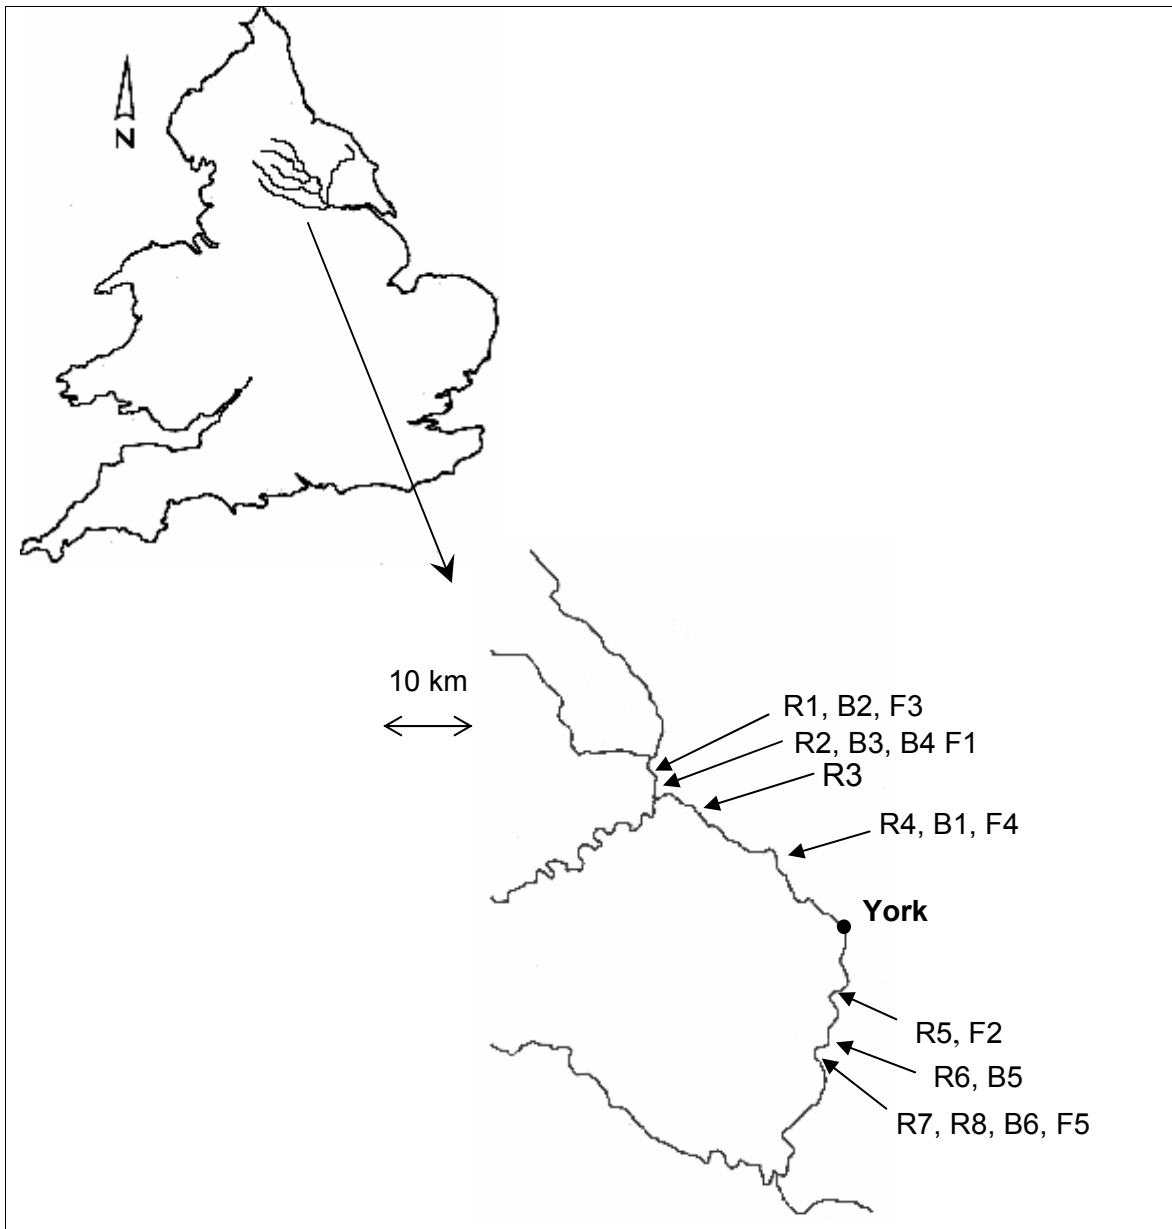 N
10 km
R1, B2, F3
R2, B3, B4 F1
R3
R4, B1, F4
York
R5, F2
R6, B5
R7, R8, B6, F5